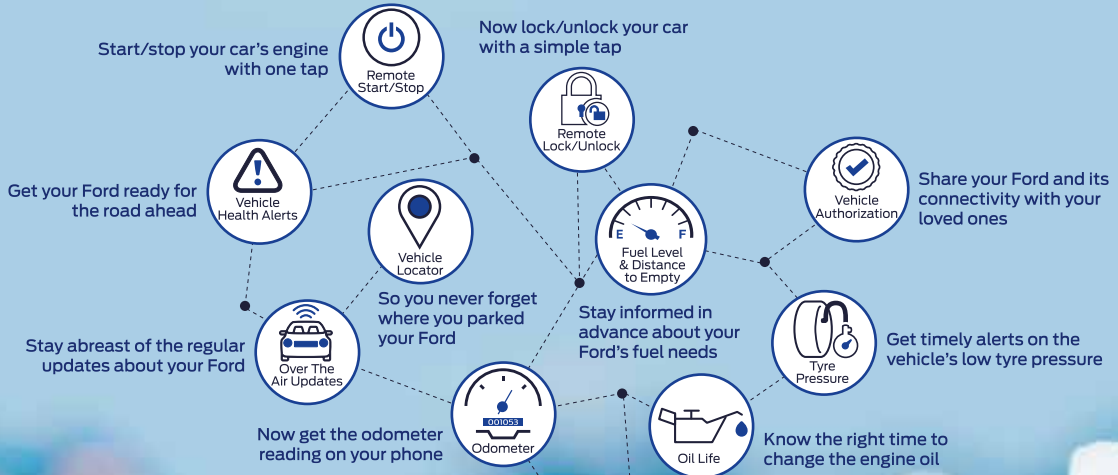 Start/stop your car's engine
with one tap
Remote
Start/Stop
Now lock/unlock your car
with a simple tap
Remote
Lock/Unlock
Get your Ford ready for
the road ahead
Vehicle
Health Alerts
Vehicle
Locator
So you never forget
where you parked
your Ford
E F
Fuel Level
& Distance
to Empty
Stay informed in
advance about your
Ford's fuel needs
Vehicle
Authorization
Share your Ford and its
connectivity with your
loved ones
Stay abreast of the regular
updates about your Ford
Over The
Air Updates
Tyre
Pressure
Get timely alerts on the
vehicle's low tyre pressure
Now get the odometer
reading on your phone
001053
Odometer
Oil Life
Know the right time to
change the engine oil